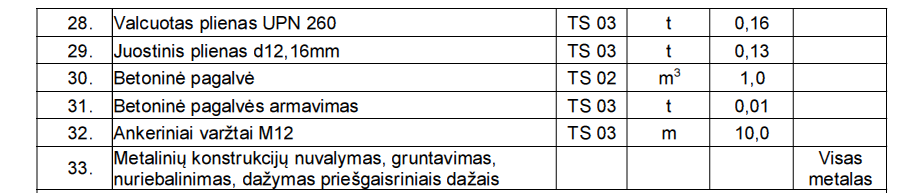 28. Valcuotas plienas UPN 260 TS 03 t 0,16
29. Juostinis plienas d12,16mm TS 03 t 0,13
30. Betoninė pagalvė TS 02 m³ 1,0
31. Betoninė pagalvės armavimas TS 03 t 0,01
32. Ankeriniai varžtai M12 TS 03 m 10,0
33. Metalinių konstrukcijų nuvalymas, gruntavimas, Visas
nuriebalinimas, dažymas priešgaisriniais dažais metalas